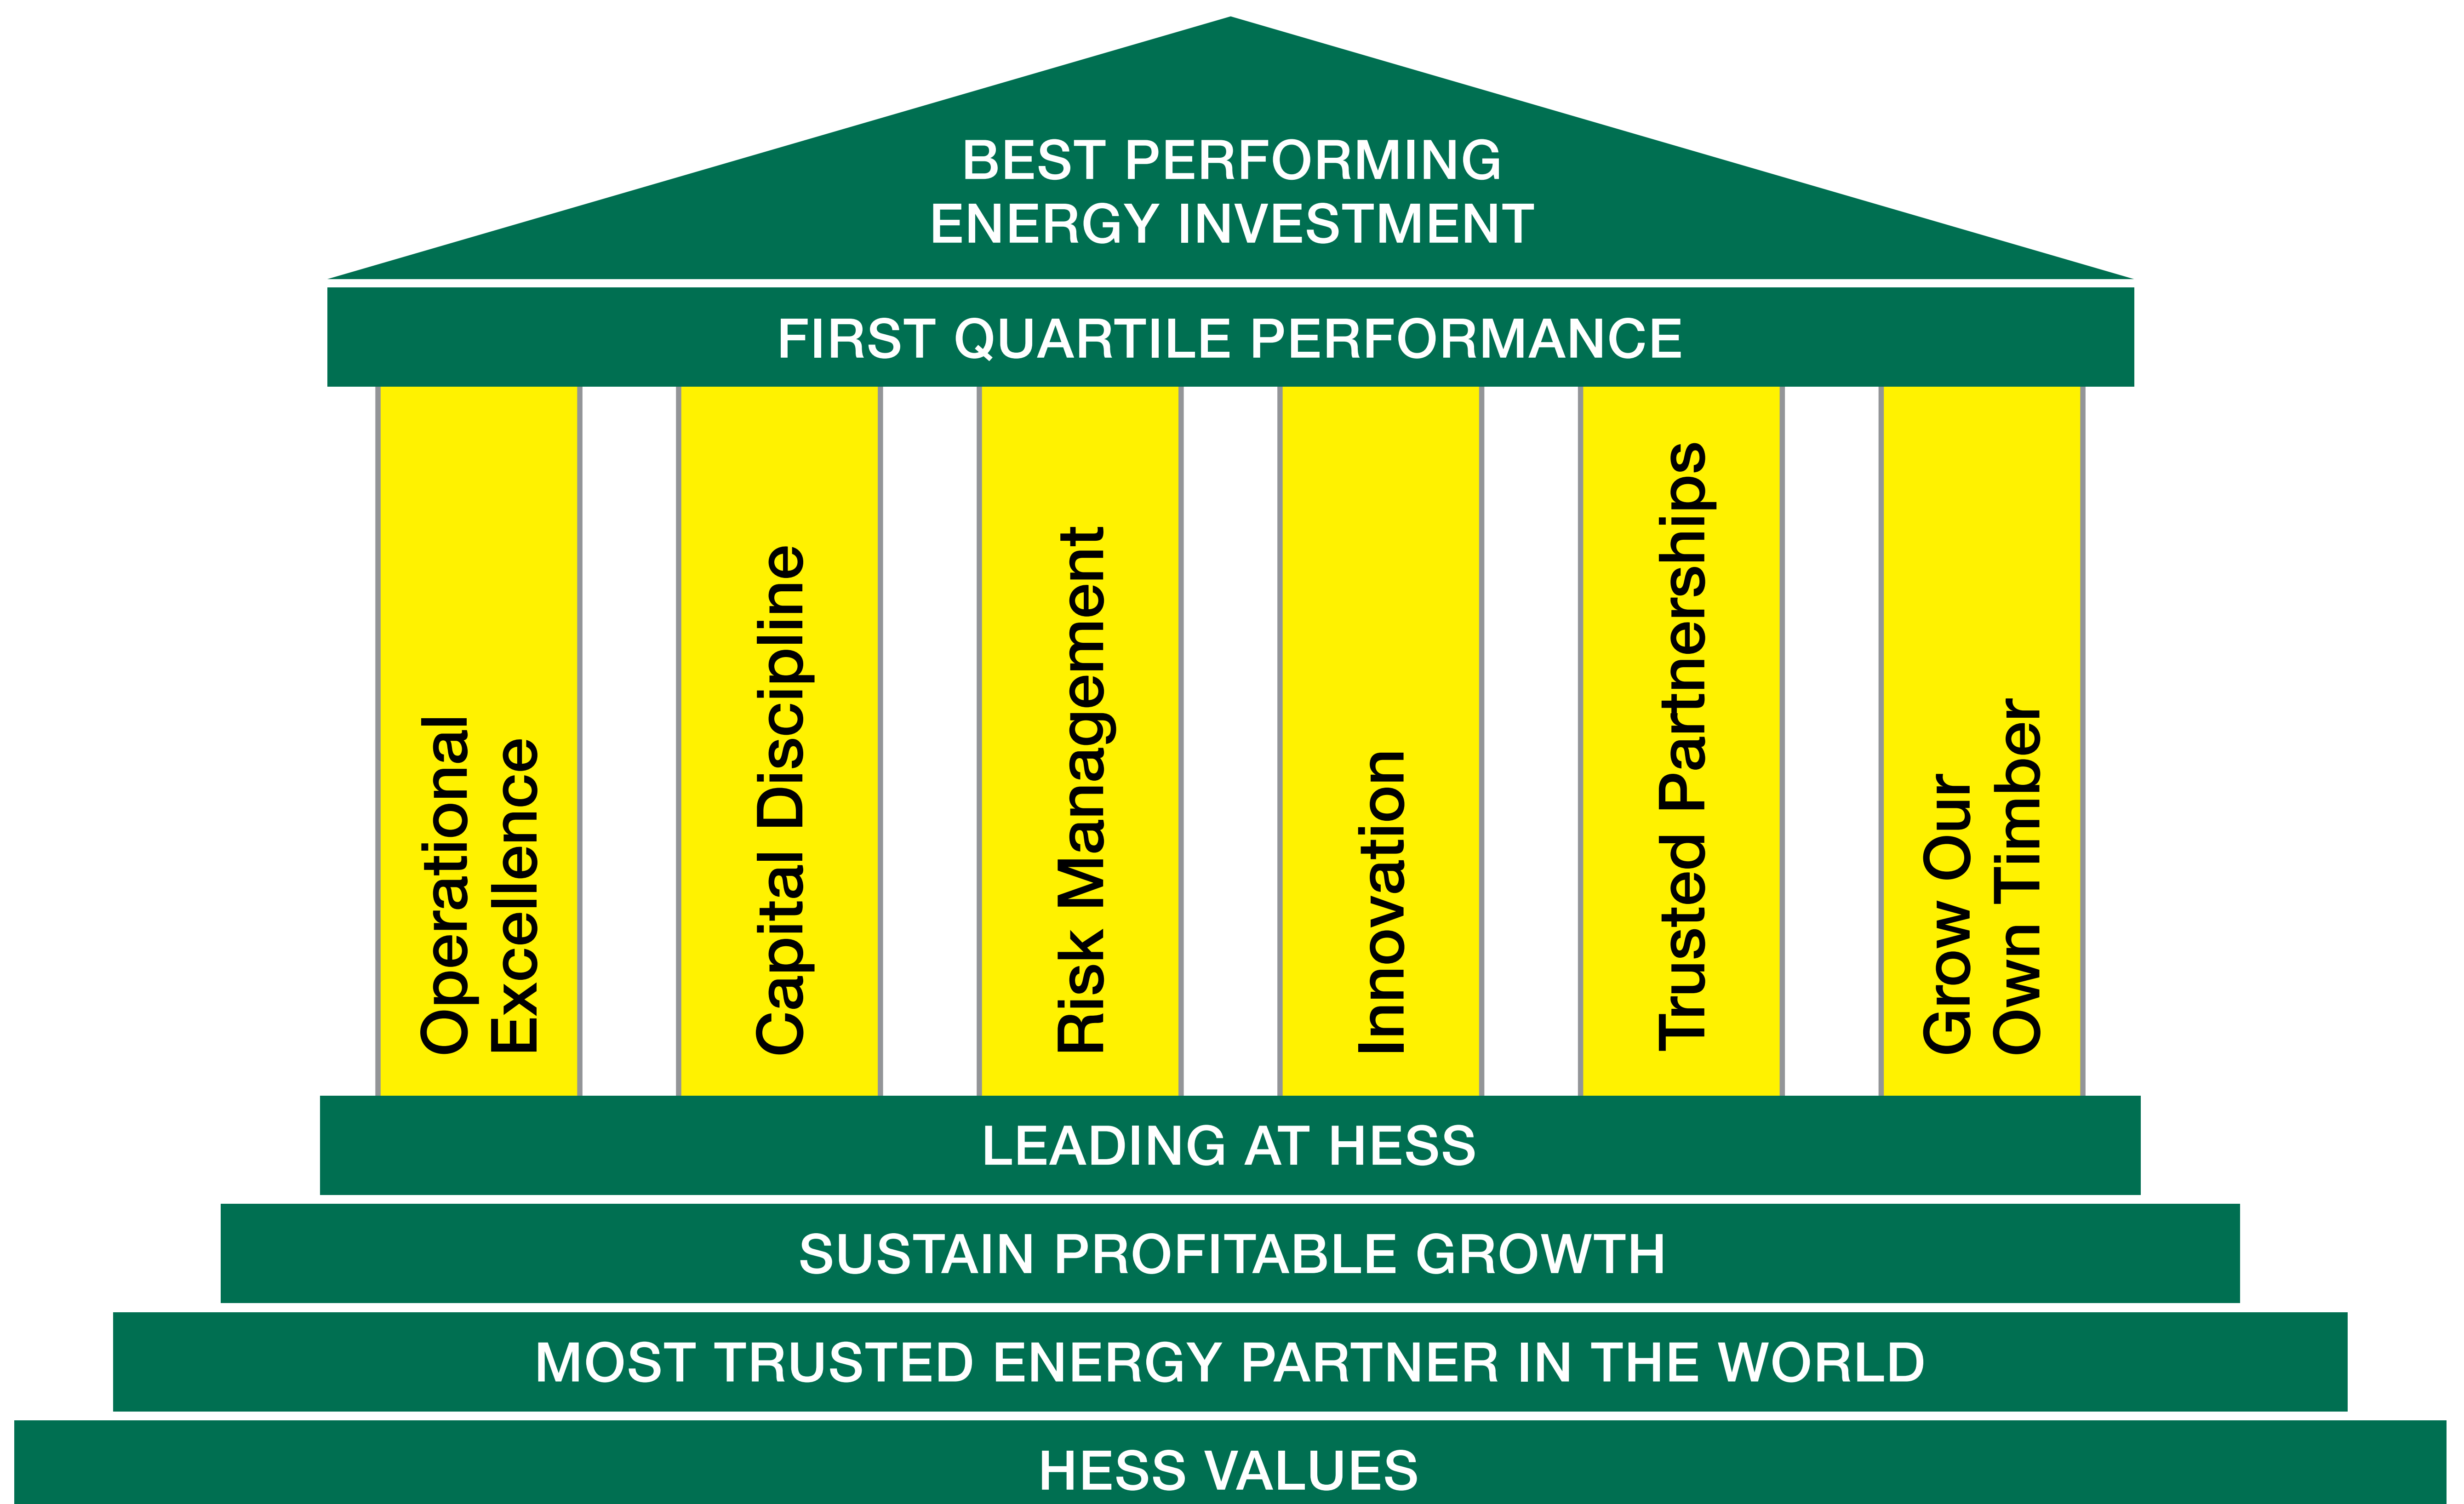 BEST PERFORMING
ENERGY INVESTMENT
FIRST QUARTILE PERFORMANCE
Operational
Excellence
Capital Discipline
Risk Management
Innovation
Trusted Partnerships
Grow Our
Own Timber
LEADING AT HESS
SUSTAIN PROFITABLE GROWTH
MOST TRUSTED ENERGY PARTNER IN THE WORLD
HESS VALUES